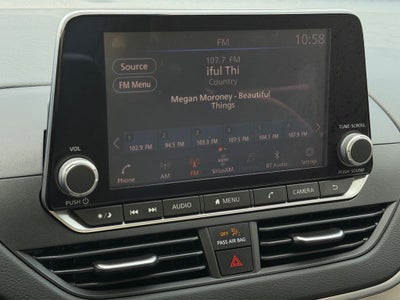 FM
10:58
Source
107.7 FM
iful Thi
Country
FM Menu
Megan Moroney - Beautiful
Things
1 2 3 4 5 6
102.9 FM 94.5 FM 103.3 FM 107.5 FM 104.1 FM 107.9 FM
Phone AM FM SiriusXM BT Audio Settings
VOL
TUNE·SCROLL
PUSH
PUSH SOUND
AUDIO MENU CAMERA
OFF
PASS AIR BAG